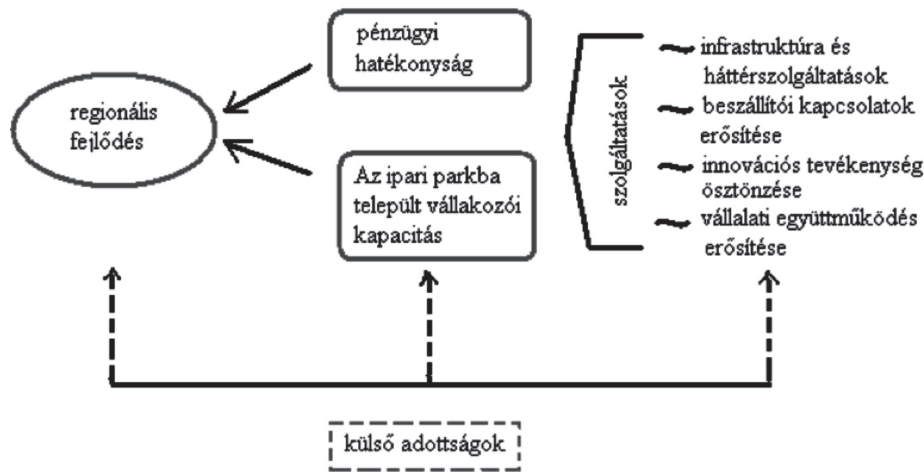 regionális
fejlődés
pénzügyi
hatékonyság
Az ipari parkba
települt vállakozói
kapacitás
szolgáltatások
infrastruktúra és
háttérszolgáltatások
beszállítói kapcsolatok
erősítése
innovációs tevékenység
ösztönzése
vállalati együttműködés
erősítése
külső adottságok